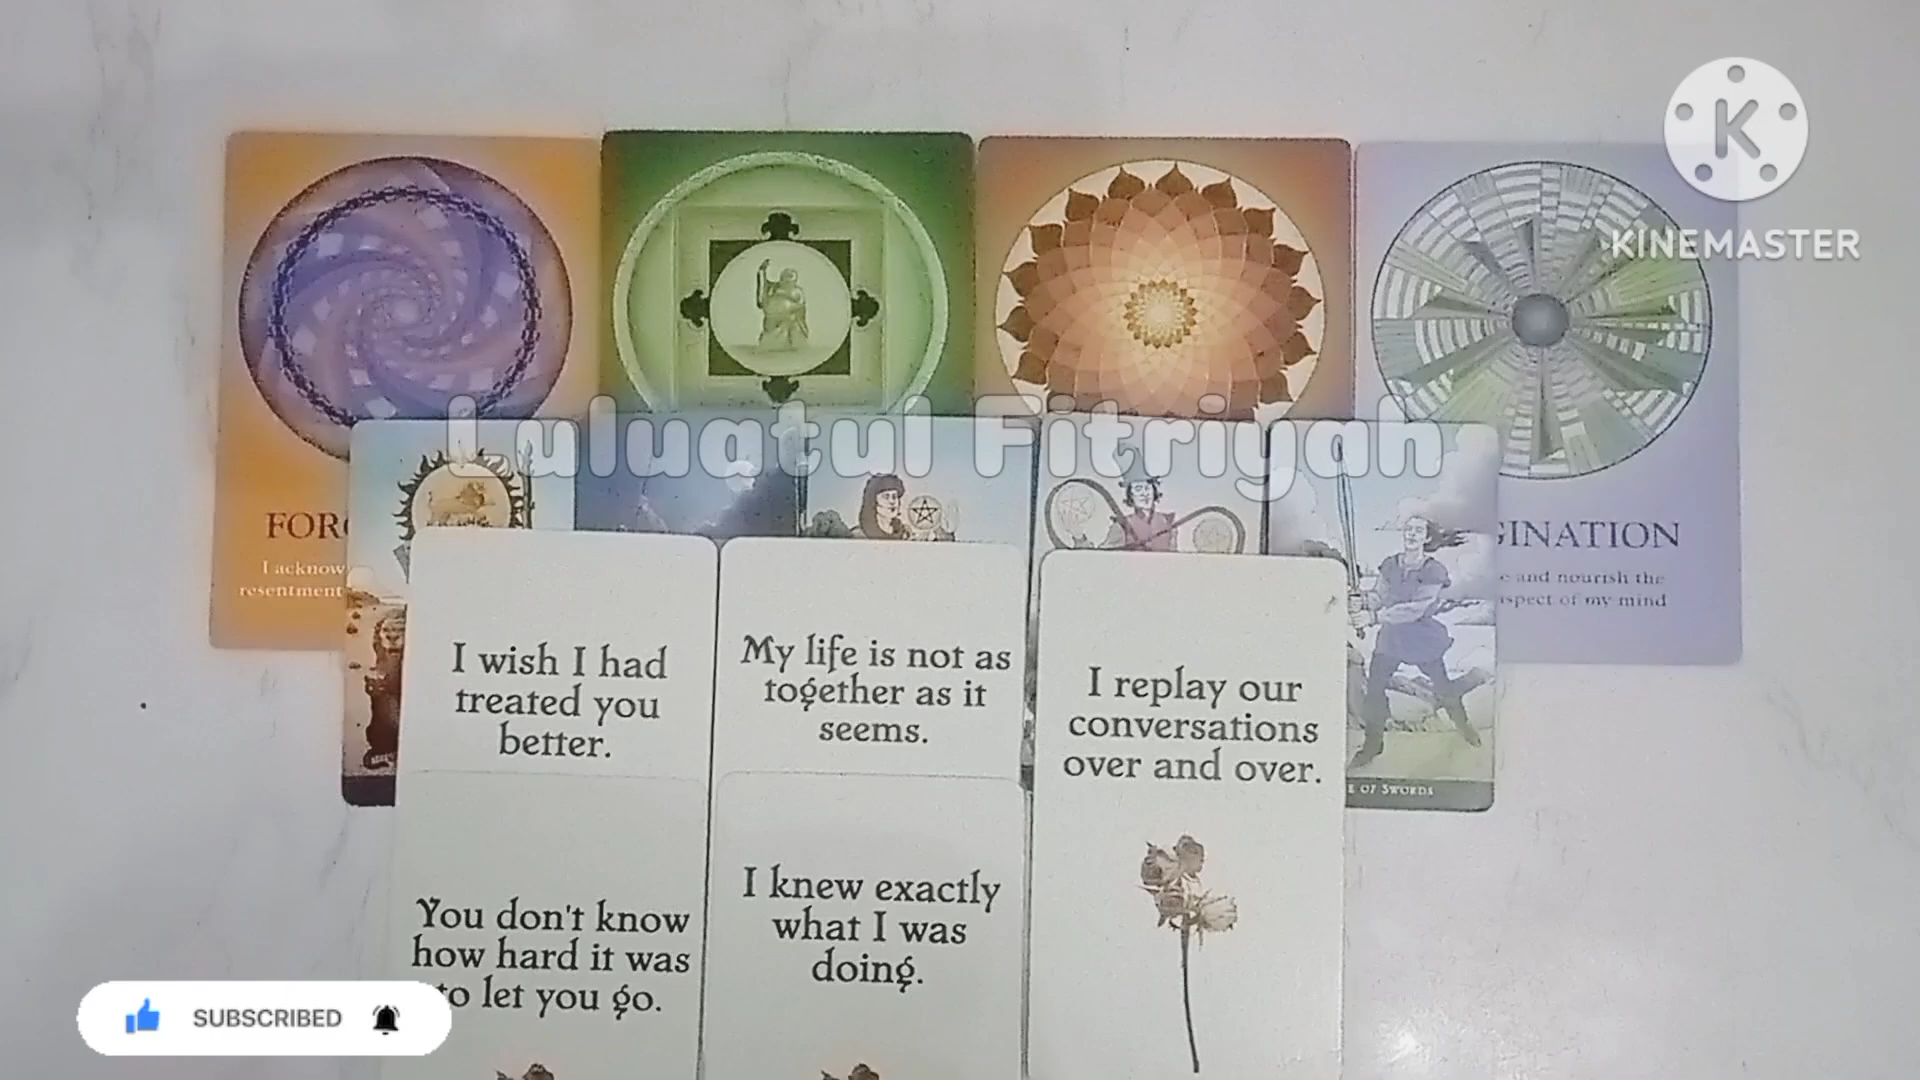 K
KINEMASTER
Luluatul Fitriyah
I acknow
resentment
GINATION
e and nourish the
aspect of my mind
I wish I had
treated you
better.
My life is not as
together as it
seems.
I replay our
conversations
over and over.
OF SWORDS
You don't know
how hard it was
to let you go.
I knew exactly
what I was
doing.
SUBSCRIBED